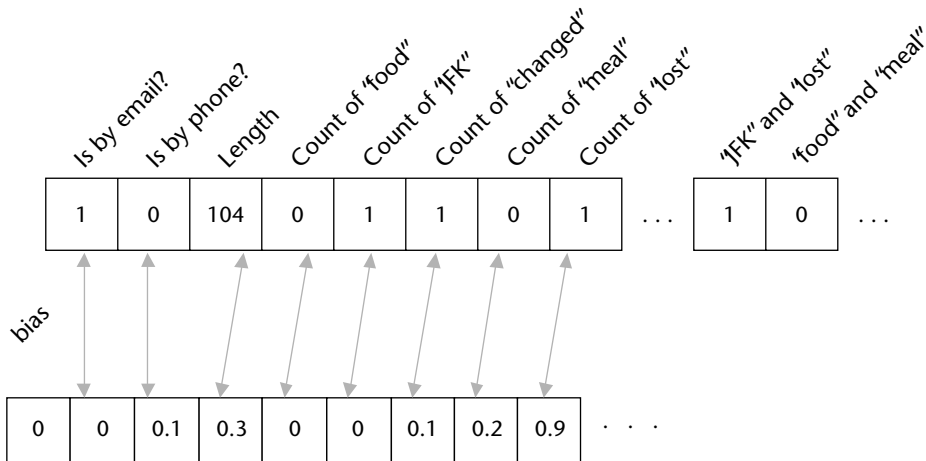 Is by email?
Is by phone?
Length
Count of “food”
Count of “JFK”
Count of “changed”
Count of “meal”
Count of “lost”
“JFK” and “lost”
“food” and “meal”
1 0 104 0 1 1 0 1 ... 1 0 ...
bias
0 0 0.1 0.3 0 0 0.1 0.2 0.9 . . .